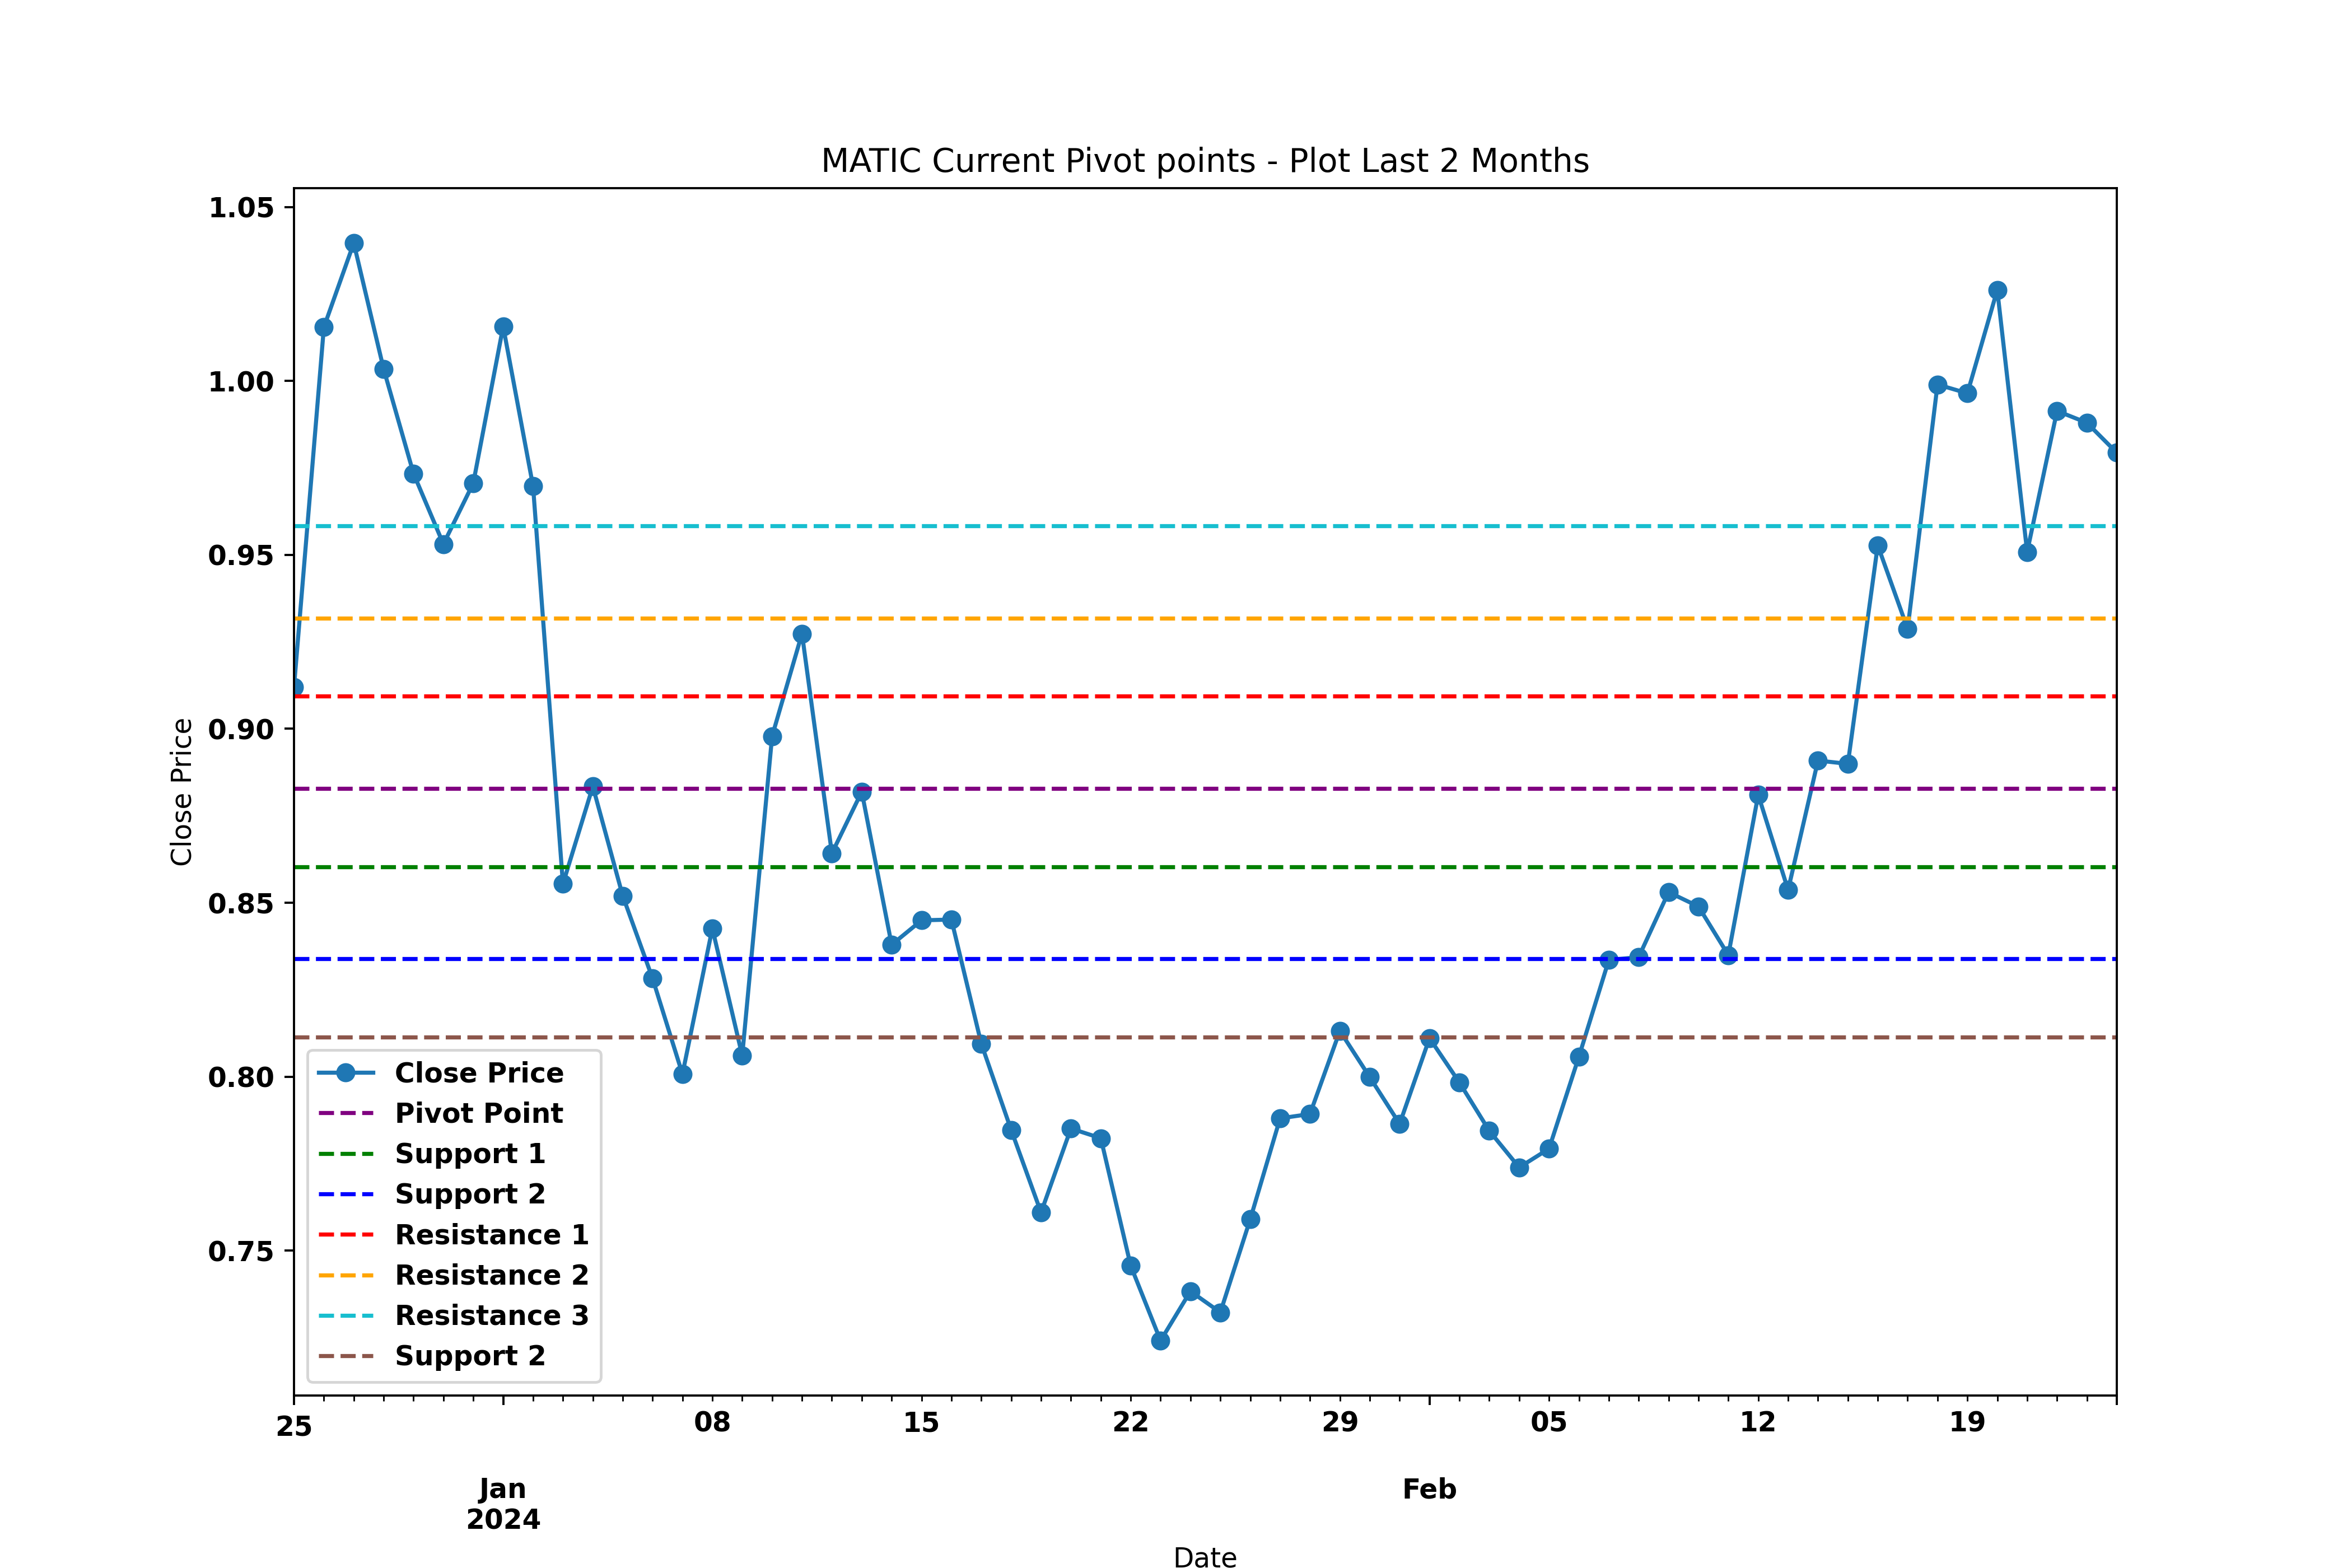 MATIC Current Pivot points - Plot Last 2 Months
1.05
1.00
0.95
0.90
0.85
0.80
0.75
Close Price
Close Price
Pivot Point
Support 1
Support 2
Resistance 1
Resistance 2
Resistance 3
Support 2
25 08 15 22 29 05 12 19
Jan Feb
2024
Date